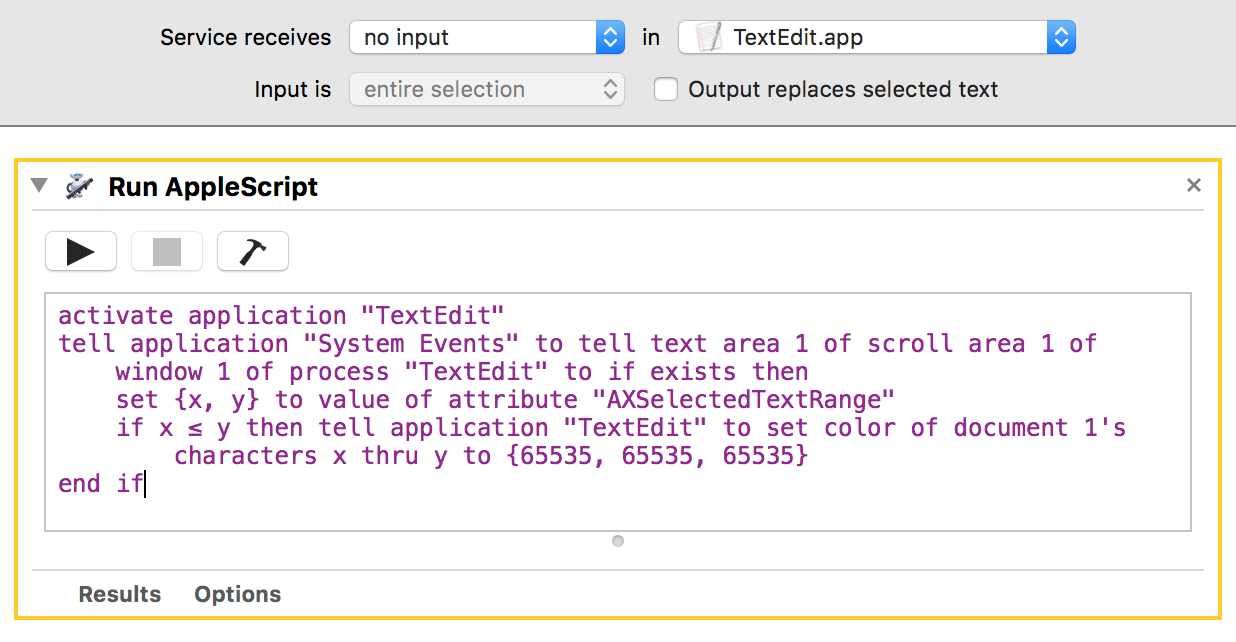 Service receives no input in TextEdit.app
Input is entire selection Output replaces selected text
Run AppleScript
activate application "TextEdit"
tell application "System Events" to tell text area 1 of scroll area 1 of
window 1 of process "TextEdit" to if exists then
set {x, y} to value of attribute "AXSelectedTextRange"
if x ≤ y then tell application "TextEdit" to set color of document 1's
characters x thru y to {65535, 65535, 65535}
end if
Results Options